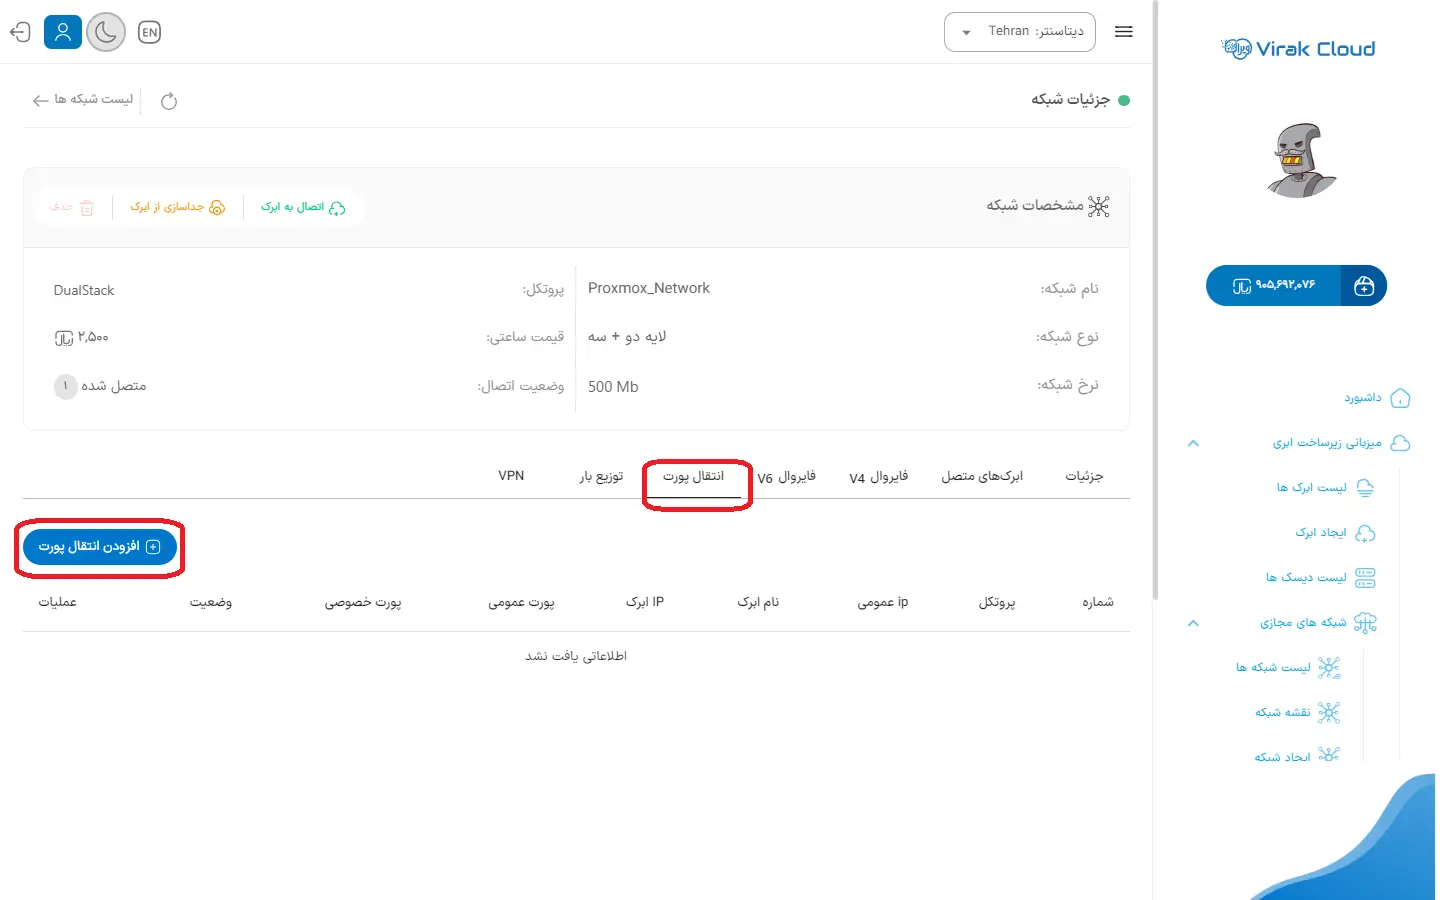 Virak Cloud
۹۰۵,۶۹۲,۰۷۶ ریال
داشبورد
میزبانی زیرساخت ابری
لیست ابرک ها
ایجاد ابرک
لیست دیسک ها
شبکه های مجازی
لیست شبکه ها
نقشه شبکه
ایجاد شبکه
دیتاسنتر: Tehran
EN
جزئیات شبکه
لیست شبکه ها
مشخصات شبکه
اتصال به ابرک
جداسازی از ابرک
حذف
نام شبکه: Proxmox_Network
پروتکل: DualStack
نوع شبکه: لایه دو + سه
قیمت ساعتی: ۲,۵۰۰ ریال
نرخ شبکه: 500 Mb
وضعیت اتصال: متصل شده ۱
جزئیات ابرک‌های متصل فایروال V4 فایروال V6 انتقال پورت توزیع بار VPN
افزودن انتقال پورت
شماره پروتکل ip عمومی نام ابرک IP ابرک پورت عمومی پورت خصوصی وضعیت عملیات
اطلاعاتی یافت نشد